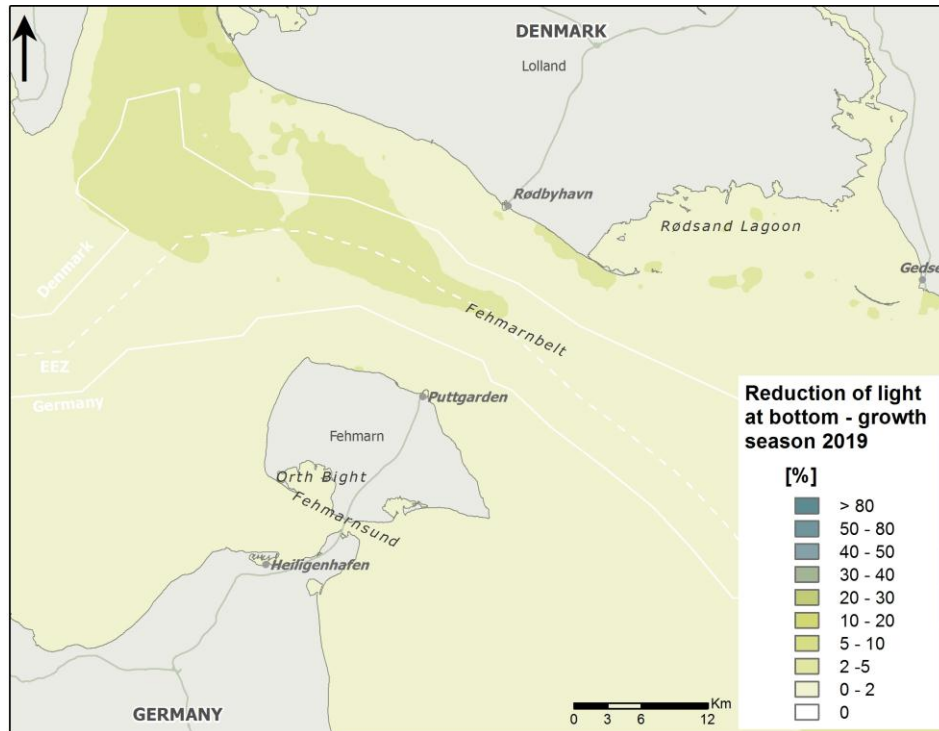 DENMARK
Lolland
Rødbyhavn
Rødsand Lagoon
Gedse
Denmark
Fehmarnbelt
EEZ
Germany
Puttgarden
Fehmarn
Orth Bight
Fehmarnsund
Heiligenhafen
GERMANY
Km
0 3 6 12
Reduction of light
at bottom - growth
season 2019
[%]
> 80
50 - 80
40 - 50
30 - 40
20 - 30
10 - 20
5 - 10
2 -5
0 - 2
0